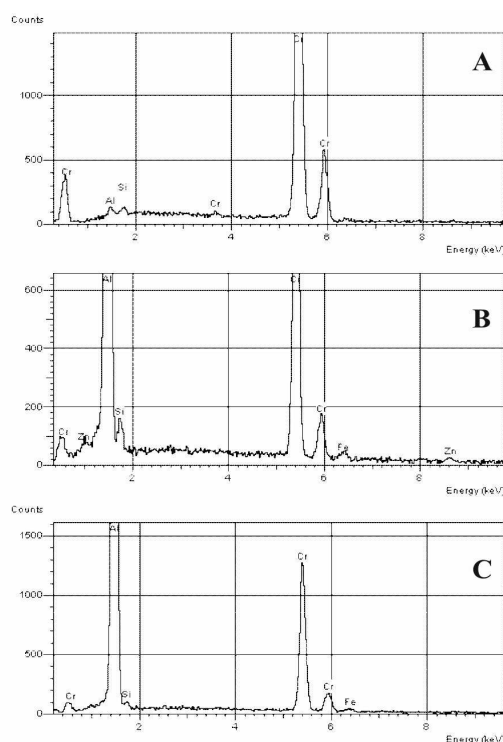 Counts
A
Cr
1000
500
Cr
Cr
Si
Al
Cr
0
2
4
6
8
Energy (keV)
Counts
B
600
Al
Cr
400
200
Cr
Zn
Si
Cr
Fe
Zn
0
2
4
6
8
Energy (keV)
Counts
C
1500
Al
Cr
1000
500
Cr
Si
Cr
Fe
0
2
4
6
8
Energy (keV)